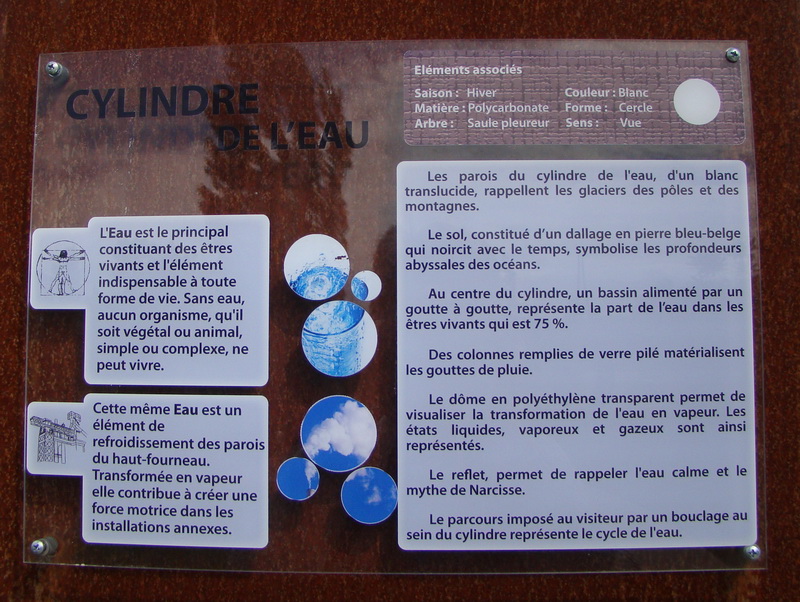 CYLINDRE
DE L'EAU
Eléments associés
Saison : Hiver Couleur : Blanc
Matière : Polycarbonate Forme : Cercle
Arbre : Saule pleureur Sens : Vue
L'Eau est le principal
constituant des êtres
vivants et l'élément
indispensable à toute
forme de vie. Sans eau,
aucun organisme, qu'il
soit végétal ou animal,
simple ou complexe, ne
peut vivre.
Cette même Eau est un
élément de
refroidissement des parois
du haut-fourneau.
Transformée en vapeur
elle contribue à créer une
force motrice dans les
installations annexes.
Les parois du cylindre de l'eau, d'un blanc
translucide, rappellent les glaciers des pôles et des
montagnes.
Le sol, constitué d'un dallage en pierre bleu-belge
qui noircit avec le temps, symbolise les profondeurs
abyssales des océans.
Au centre du cylindre, un bassin alimenté par un
goutte à goutte, représente la part de l'eau dans les
êtres vivants qui est 75 %.
Des colonnes remplies de verre pilé matérialisent
les gouttes de pluie.
Le dôme en polyéthylène transparent permet de
visualiser la transformation de l'eau en vapeur. Les
états liquides, vaporeux et gazeux sont ainsi
représentés.
Le reflet, permet de rappeler l'eau calme et le
mythe de Narcisse.
Le parcours imposé au visiteur par un bouclage au
sein du cylindre représente le cycle de l'eau.